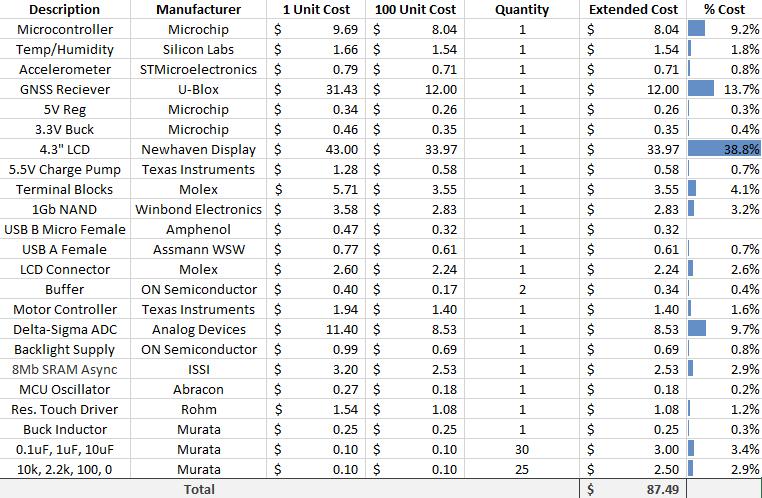 Description Manufacturer 1 Unit Cost 100 Unit Cost Quantity Extended Cost % Cost
Microcontroller Microchip $ 9.69 $ 8.04 1 $ 8.04 9.2%
Temp/Humidity Silicon Labs $ 1.66 $ 1.54 1 $ 1.54 1.8%
Accelerometer STMicroelectronics $ 0.79 $ 0.71 1 $ 0.71 0.8%
GNSS Reciever U-Blox $ 31.43 $ 12.00 1 $ 12.00 13.7%
5V Reg Microchip $ 0.34 $ 0.26 1 $ 0.26 0.3%
3.3V Buck Microchip $ 0.46 $ 0.35 1 $ 0.35 0.4%
4.3" LCD Newhaven Display $ 43.00 $ 33.97 1 $ 33.97 38.8%
5.5V Charge Pump Texas Instruments $ 1.28 $ 0.58 1 $ 0.58 0.7%
Terminal Blocks Molex $ 5.71 $ 3.55 1 $ 3.55 4.1%
1Gb NAND Winbond Electronics $ 3.58 $ 2.83 1 $ 2.83 3.2%
USB B Micro Female Amphenol $ 0.47 $ 0.32 1 $ 0.32
USB A Female Assmann WSW $ 0.77 $ 0.61 1 $ 0.61 0.7%
LCD Connector Molex $ 2.60 $ 2.24 1 $ 2.24 2.6%
Buffer ON Semiconductor $ 0.40 $ 0.17 2 $ 0.34 0.4%
Motor Controller Texas Instruments $ 1.94 $ 1.40 1 $ 1.40 1.6%
Delta-Sigma ADC Analog Devices $ 11.40 $ 8.53 1 $ 8.53 9.7%
Backlight Supply ON Semiconductor $ 0.99 $ 0.69 1 $ 0.69 0.8%
8Mb SRAM Async ISSI $ 3.20 $ 2.53 1 $ 2.53 2.9%
MCU Oscillator Abracon $ 0.27 $ 0.18 1 $ 0.18 0.2%
Res. Touch Driver Rohm $ 1.54 $ 1.08 1 $ 1.08 1.2%
Buck Inductor Murata $ 0.25 $ 0.25 1 $ 0.25 0.3%
0.1uF, 1uF, 10uF Murata $ 0.10 $ 0.10 30 $ 3.00 3.4%
10k, 2.2k, 100, 0 Murata $ 0.10 $ 0.10 25 $ 2.50 2.9%
Total $ 87.49